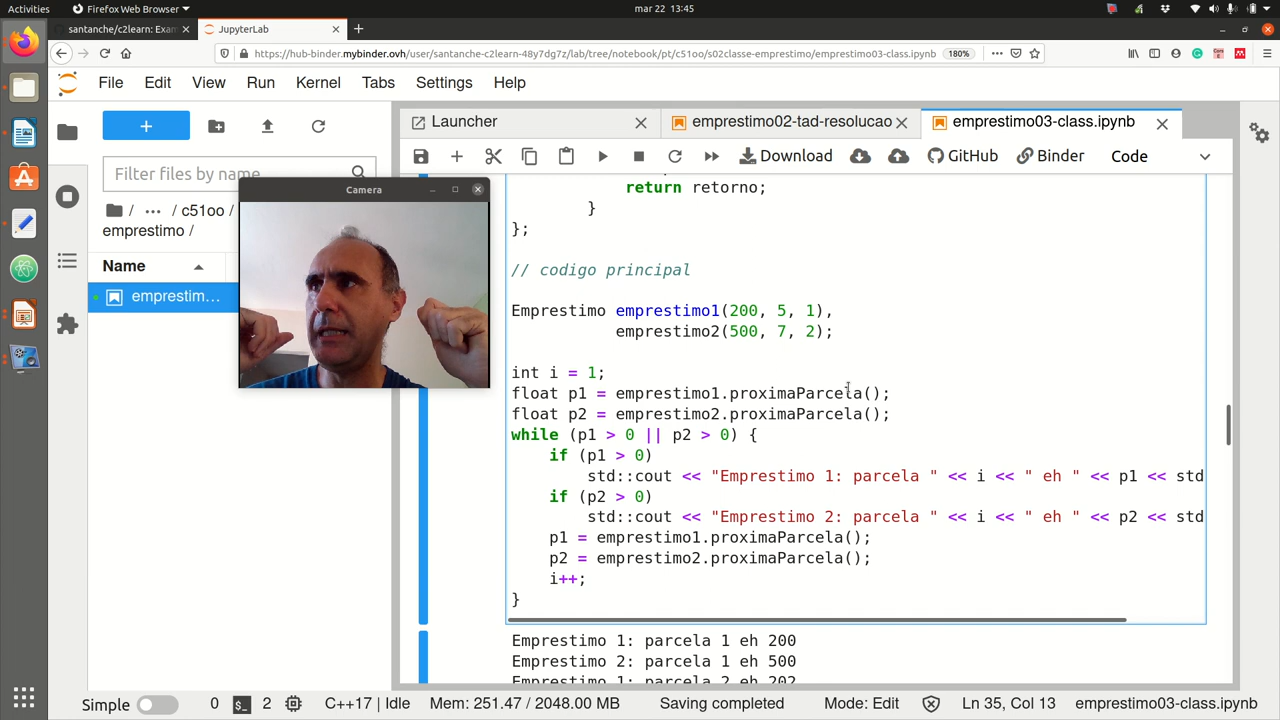 Activities
Firefox Web Browser
mar 22 13:45
santanche/c2learn: Exam
JupyterLab
https://hub-binder.mybinder.ovh/user/santanche-c2learn-48y7dg7z/lab/tree/notebook/pt/c51oo/s02classe-emprestimo/emprestimo03-class.ipynb
180%
File Edit View Run Kernel Tabs Settings Help
Launcher
emprestimo02-tad-resolucao
emprestimo03-class.ipynb
Download
GitHub
Binder
Code
Filter files by name
/ ... / c51oo /
emprestimo /
Name
emprestim...
Camera
return retorno;
}
};
// codigo principal
Emprestimo emprestimo1(200, 5, 1),
emprestimo2(500, 7, 2);
int i = 1;
float p1 = emprestimo1.proximaParcela();
float p2 = emprestimo2.proximaParcela();
while (p1 > 0 || p2 > 0) {
if (p1 > 0)
std::cout << "Emprestimo 1: parcela " << i << " eh " << p1 << std
if (p2 > 0)
std::cout << "Emprestimo 2: parcela " << i << " eh " << p2 << std
p1 = emprestimo1.proximaParcela();
p2 = emprestimo2.proximaParcela();
i++;
}
Emprestimo 1: parcela 1 eh 200
Emprestimo 2: parcela 1 eh 500
Emprestimo 1: parcela 2 eh 202
Simple
0
2
C++17 | Idle
Mem: 251.47 / 2048.00 MB
Saving completed
Mode: Edit
Ln 35, Col 13
emprestimo03-class.ipynb